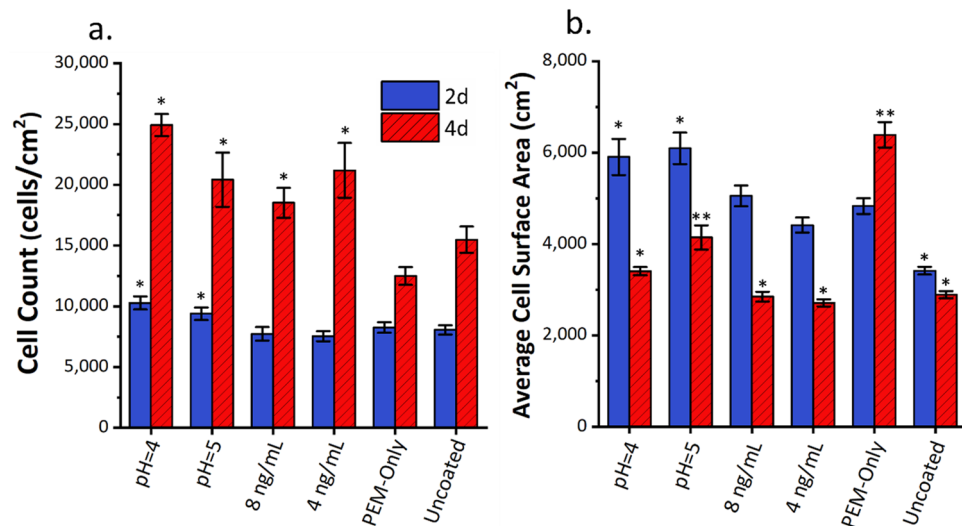 a.
Cell Count (cells/cm²)
30,000
25,000
20,000
15,000
10,000
5,000
0
2d
4d
*
*
*
*
*
*
pH=4
pH=5
8 ng/mL
4 ng/mL
PEM-Only
Uncoated
b.
Average Cell Surface Area (cm²)
8,000
6,000
4,000
2,000
0
*
*
*
**
*
*
**
*
*
pH=4
pH=5
8 ng/mL
4 ng/mL
PEM-Only
Uncoated